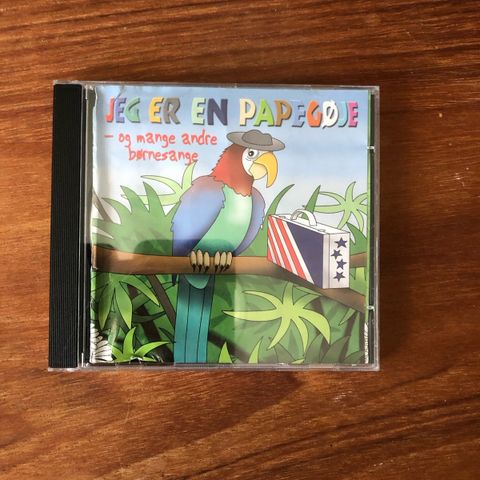 JEG ER EN PAPEGØJE
– og mange andre
børnesange